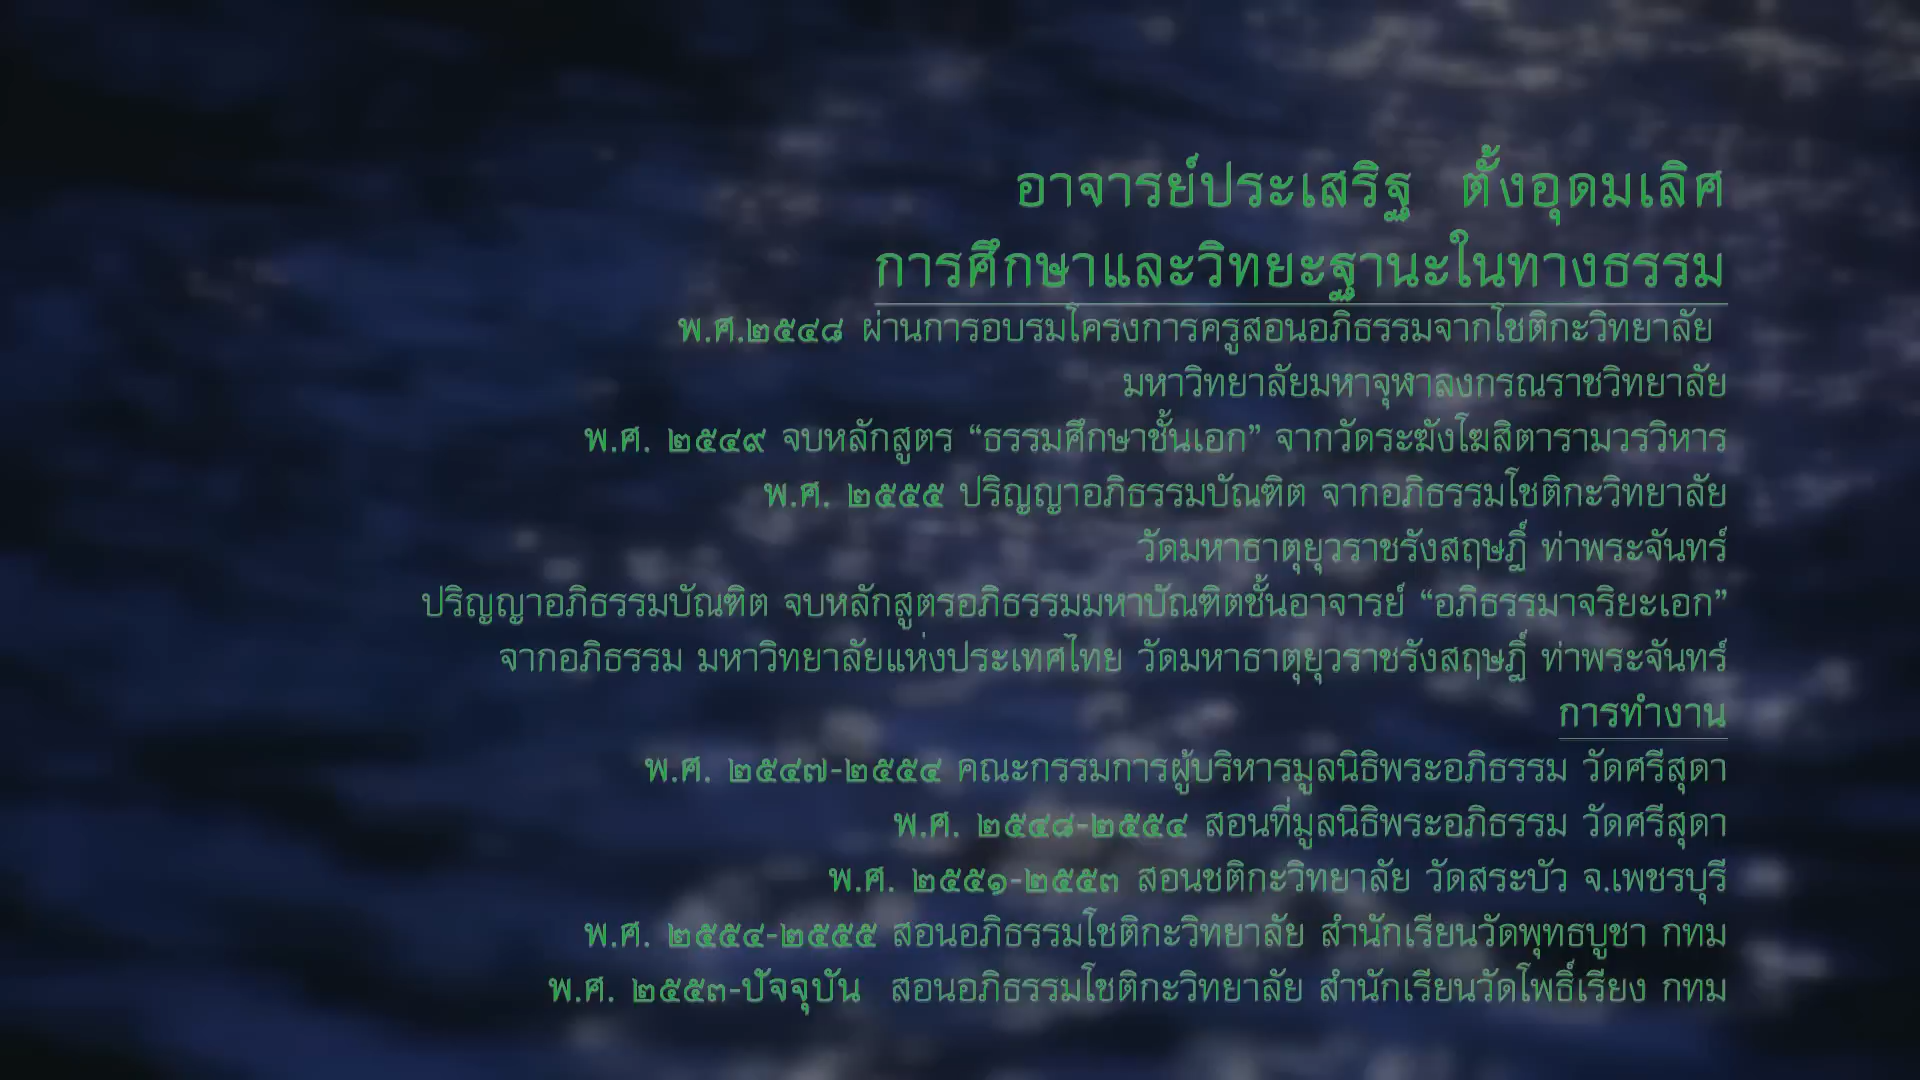 อาจารย์ประเสริฐ ตั้งอุดมเลิศ
การศึกษาและวิทยะฐานะในทางธรรม
พ.ศ.๒๕๔๘ ผ่านการอบรมโครงการครูสอนอภิธรรมจากโชติกะวิทยาลัย
มหาวิทยาลัยมหาจุฬาลงกรณราชวิทยาลัย
พ.ศ. ๒๕๔๙ จบหลักสูตร “ธรรมศึกษาชั้นเอก” จากวัดระฆังโฆสิตารามวรวิหาร
พ.ศ. ๒๕๕๕ ปริญญาอภิธรรมบัณฑิต จากอภิธรรมโชติกะวิทยาลัย
วัดมหาธาตุยุวราชรังสฤษฎิ์ ท่าพระจันทร์
ปริญญาอภิธรรมบัณฑิต จบหลักสูตรอภิธรรมมหาบัณฑิตชั้นอาจารย์ “อภิธรรมาจริยะเอก”
จากอภิธรรม มหาวิทยาลัยแห่งประเทศไทย วัดมหาธาตุยุวราชรังสฤษฎิ์ ท่าพระจันทร์
การทำงาน
พ.ศ. ๒๕๔๗-๒๕๕๔ คณะกรรมการผู้บริหารมูลนิธิพระอภิธรรม วัดศรีสุดา
พ.ศ. ๒๕๔๘-๒๕๕๔ สอนที่มูลนิธิพระอภิธรรม วัดศรีสุดา
พ.ศ. ๒๕๕๑-๒๕๕๓ สอนชติกะวิทยาลัย วัดสระบัว จ.เพชรบุรี
พ.ศ. ๒๕๕๔-๒๕๕๕ สอนอภิธรรมโชติกะวิทยาลัย สำนักเรียนวัดพุทธบูชา กทม
พ.ศ. ๒๕๕๓-ปัจจุบัน สอนอภิธรรมโชติกะวิทยาลัย สำนักเรียนวัดโพธิ์เรียง กทม